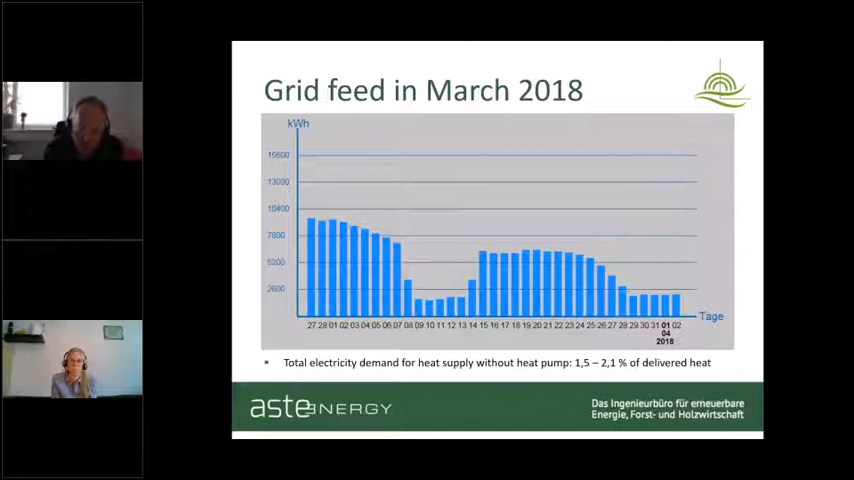 Grid feed in March 2018
kWh
15600
13000
10400
7800
5200
2600
27 28 01 02 03 04 05 06 07 08 09 10 11 12 13 14 15 16 17 18 19 20 21 22 23 24 25 26 27 28 29 30 31 01 02
Tage
04
2018
Total electricity demand for heat supply without heat pump: 1,5 – 2,1 % of delivered heat
aste ENERGY
Das Ingenieurbüro für erneuerbare
Energie, Forst- und Holzwirtschaft